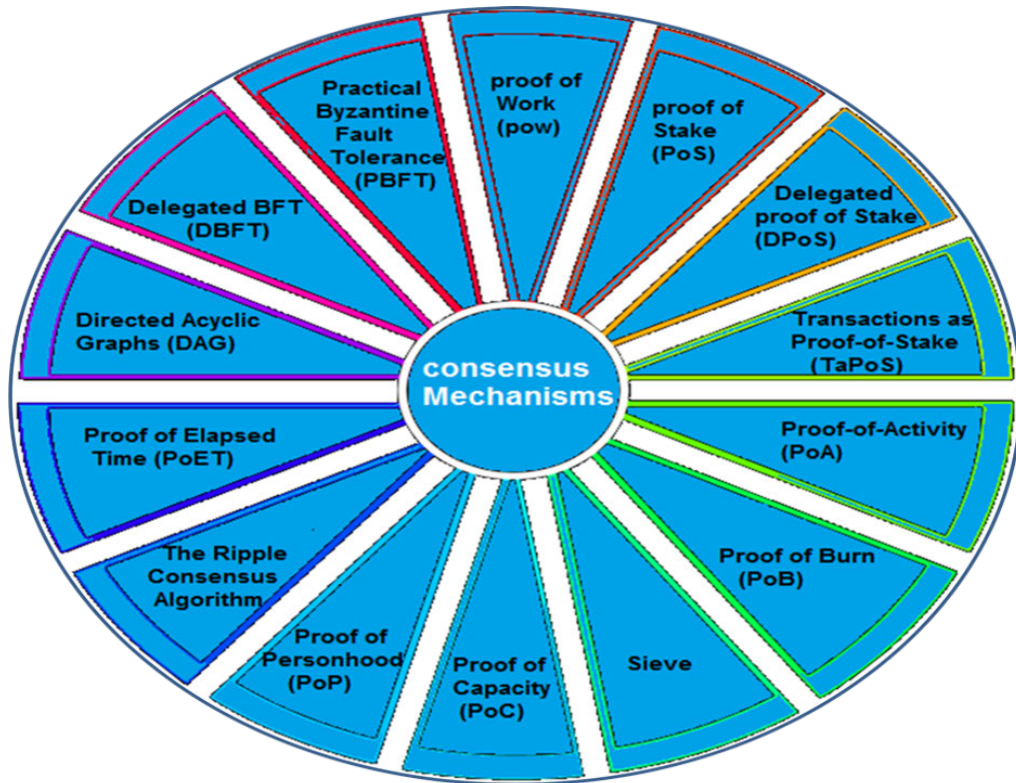 proof of
Work
(pow)
proof of
Stake
(PoS)
Delegated
proof of Stake
(DPoS)
Transactions as
Proof-of-Stake
(TaPoS)
Proof-of-Activity
(PoA)
Proof of Burn
(PoB)
Sieve
Proof of
Capacity
(PoC)
Proof of
Personhood
(PoP)
The Ripple
Consensus
Algorithm
Proof of Elapsed
Time (PoET)
Directed Acyclic
Graphs (DAG)
Delegated BFT
(DBFT)
Practical
Byzantine
Fault
Tolerance
(PBFT)
consensus
Mechanisms